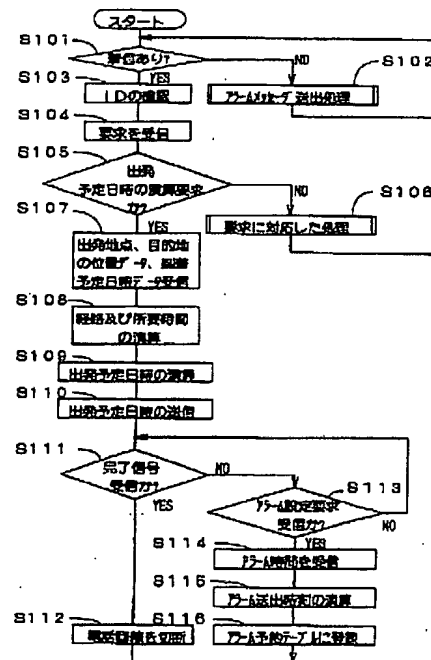 スタート
S101
着信あり?
NO
S102
YES
S103
IDの確認
アラームメッセージ送出処理
S104
要求を受信
S105
出発
予定日時の演算要求
か?
NO
S106
YES
S107
要求に対応した処理
出発地点、目的地
の位置データ、到着
予定日時データ受信
S108
経路及び所要時間
の演算
S109
出発予定日時の演算
S110
出発予定日時の送信
S111
完了信号
受信か?
NO
S113
YES
アラーム設定要求
受信か?
NO
YES
S114
アラーム時間を受信
S115
アラーム送出時刻の演算
S112
S116
電話回線を切断
アラーム予約テーブルに登録